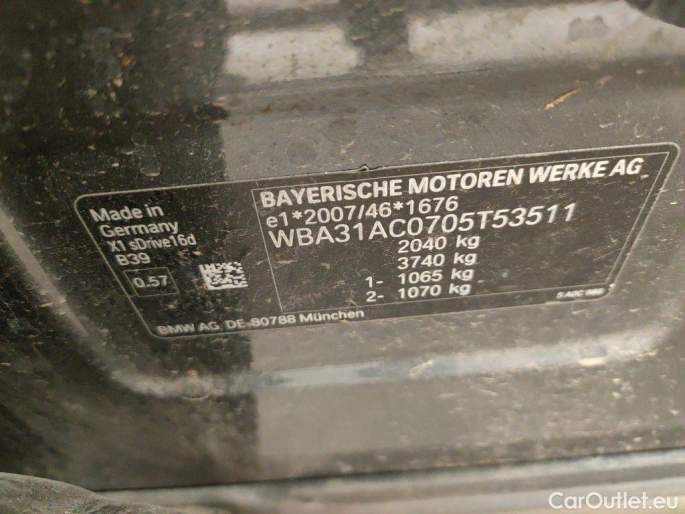 BAYERISCHE MOTOREN WERKE AG
e1*2007/46*1676
WBA31AC0705T53511
2040 kg
3740 kg
1- 1065 kg
2- 1070 kg
Made in
Germany
X1 sDrive16d
B39
0.57
BMW AG DE-80788 München
CarOutlet.eu